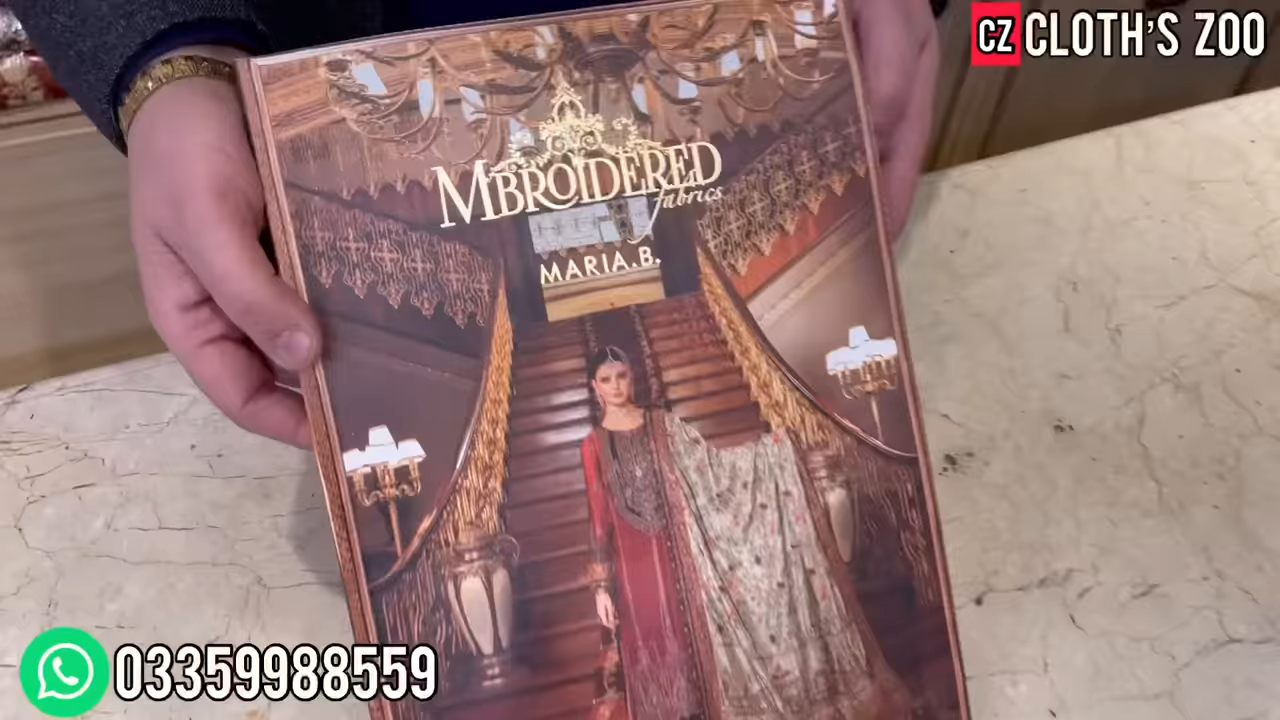 CZ CLOTH'S ZOO
MBROIDERED
fabrics
MARIA.B.
03359988559